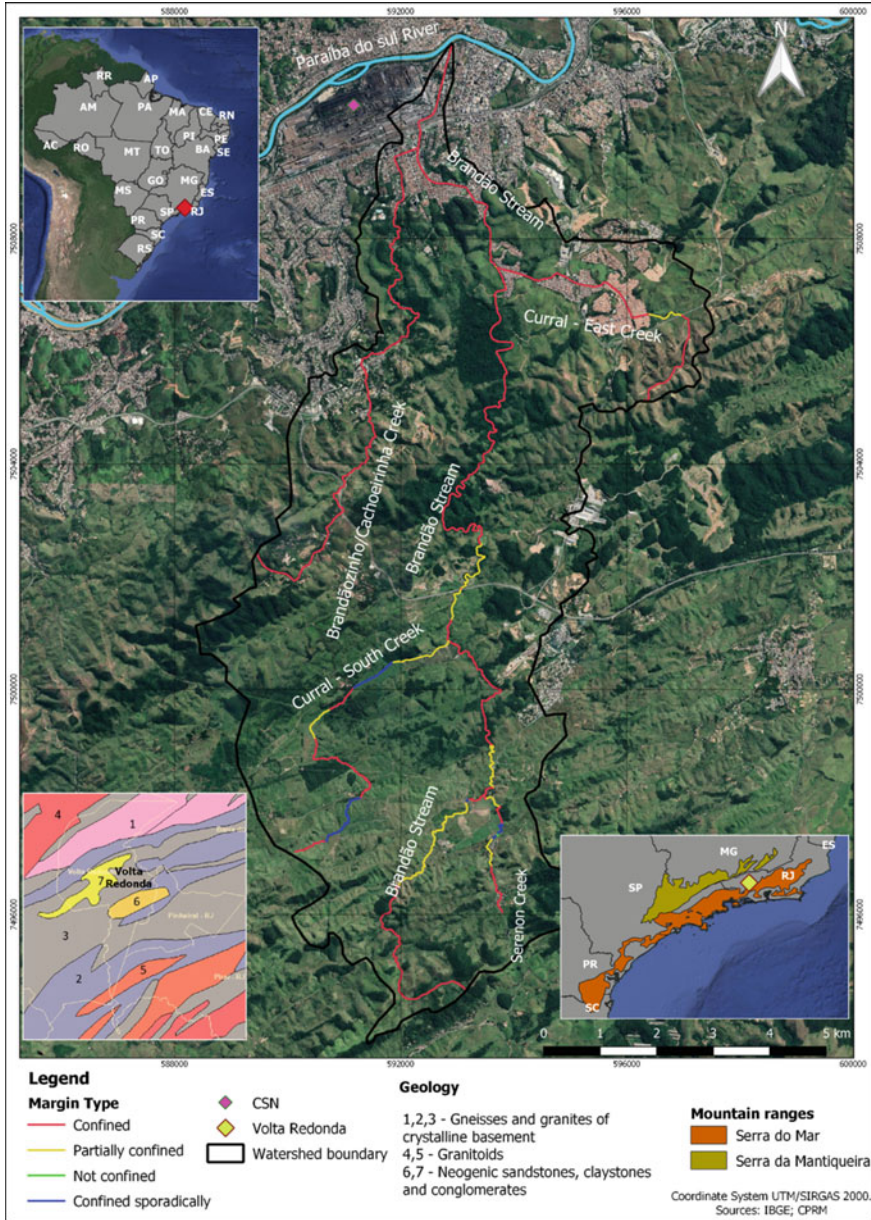 588000
592000
596000
600000
Paraíba do sul River
N
RR
AP
AM
PA
MA
CE
RN
PI
PE
AC
RO
TO
BA
SE
MT
GO
MG
MS
ES
SP
RJ
PR
SC
RS
Brandão Stream
7508000
7508000
Curral - East Creek
7504000
7504000
Brandãozinho/Cachoeirinha Creek
Brandão Stream
Curral - South Creek
7500000
7500000
4
1
Volta
Redonda
7
6
3
2
5
Brandão Stream
Serenon Creek
7496000
7496000
MG
ES
SP
RJ
PR
SC
0 1 2 3 4 5 km
588000
592000
596000
600000
Legend
Margin Type
Confined
Partially confined
Not confined
Confined sporadically
CSN
Volta Redonda
Watershed boundary
Geology
1,2,3 - Gneisses and granites of
crystalline basement
4,5 - Granitoids
6,7 - Neogenic sandstones, claystones
and conglomerates
Mountain ranges
Serra do Mar
Serra da Mantiqueira
Coordinate System UTM/SIRGAS 2000.
Sources: IBGE; CPRM